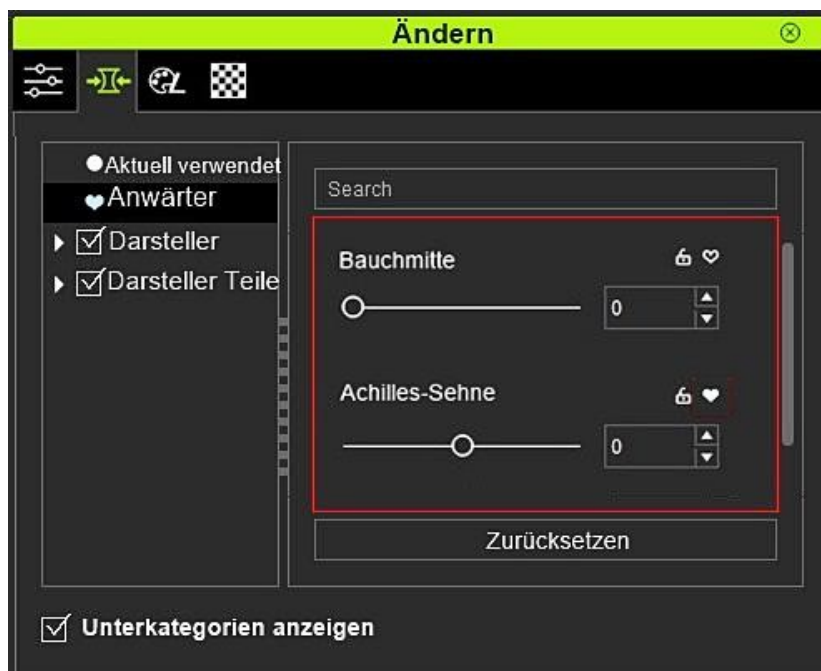 Ändern
Aktuell verwendet
Anwärter
Darsteller
Darsteller Teile
Search
Bauchmitte
0
Achilles-Sehne
0
Zurücksetzen
Unterkategorien anzeigen